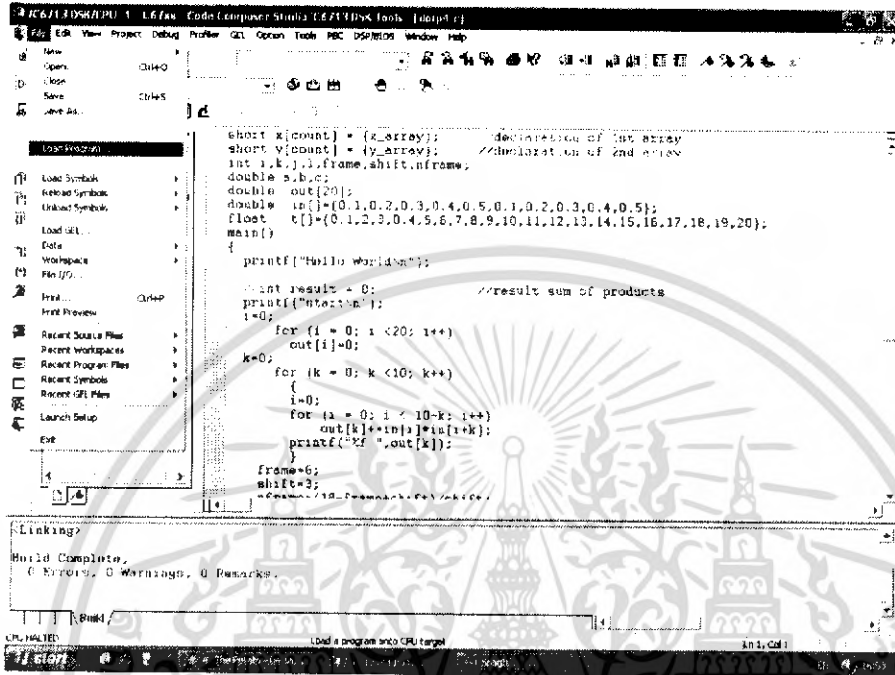 /C6713 DSK/CPU_1 - C67xx - Code Composer Studio 'C6713 DSK Tools - [dotp4.c]
File Edit View Project Debug Profiler GEL Option Tools PBC DSP/BIOS Window Help
New
Open... Ctrl+O
Close
Save Ctrl+S
Save As...
Load Program...
Load Symbols
Reload Symbols
Unload Symbols
Load GEL...
Data
Workspace
File I/O...
Print... Ctrl+P
Print Preview
Recent Source Files
Recent Workspaces
Recent Program Files
Recent Symbols
Recent GEL Files
Launch Setup
Exit
short x[count] = {x_array}; //declaration of 1st array
short y[count] = {y_array}; //declaration of 2nd array
int i,k,j,l,frame,shift,nframe;
double a,b,c;
double out[20];
double in[]={0.1,0.2,0.3,0.4,0.5,0.1,0.2,0.3,0.4,0.5};
float t[]={0.1,2,3,0.4,5,6,7,8,9,10,11,12,13,14,15,16,17,18,19,20};
main()
{
printf("Hello World\n");
int result = 0; //result sum of products
printf("start\n");
i=0;
for (i = 0; i <20; i++)
out[i]=0;
k=0;
for (k = 0; k <10; k++)
{
i=0;
for (i = 0; i < 10-k; i++)
out[k]+=in[i]*in[i+k];
printf("%f ",out[k]);
}
frame=6;
shift=3;
<Linking>
Build Complete,
0 Errors, 0 Warnings, 0 Remarks.
Build
CPU HALTED
Load a program onto CPU target
Ln 1, Col 1
start